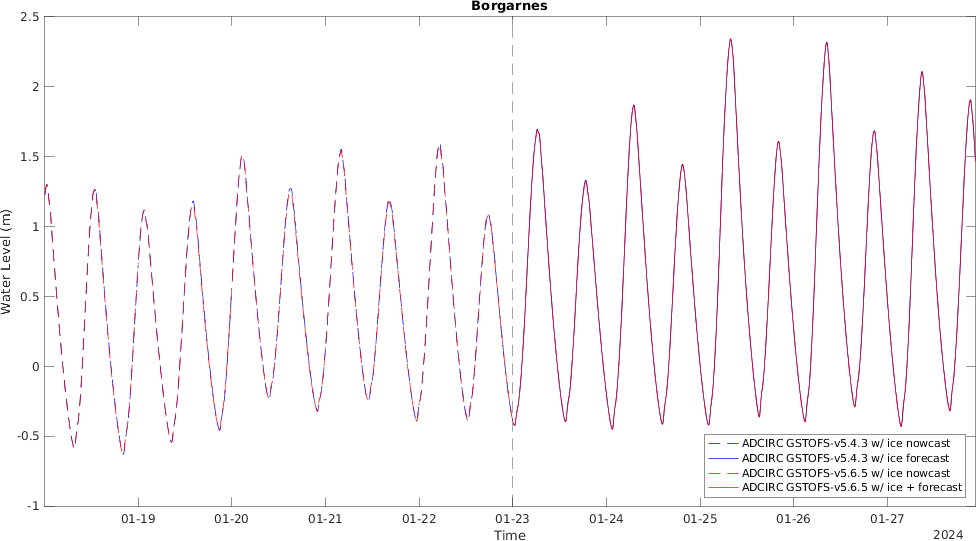 Borgarnes
2.5
2
1.5
1
0.5
0
-0.5
-1
Water Level (m)
01-19 01-20 01-21 01-22 01-23 01-24 01-25 01-26 01-27
Time
2024
ADCIRC GSTOFS-v5.4.3 w/ ice nowcast
ADCIRC GSTOFS-v5.4.3 w/ ice forecast
ADCIRC GSTOFS-v5.6.5 w/ ice nowcast
ADCIRC GSTOFS-v5.6.5 w/ ice + forecast